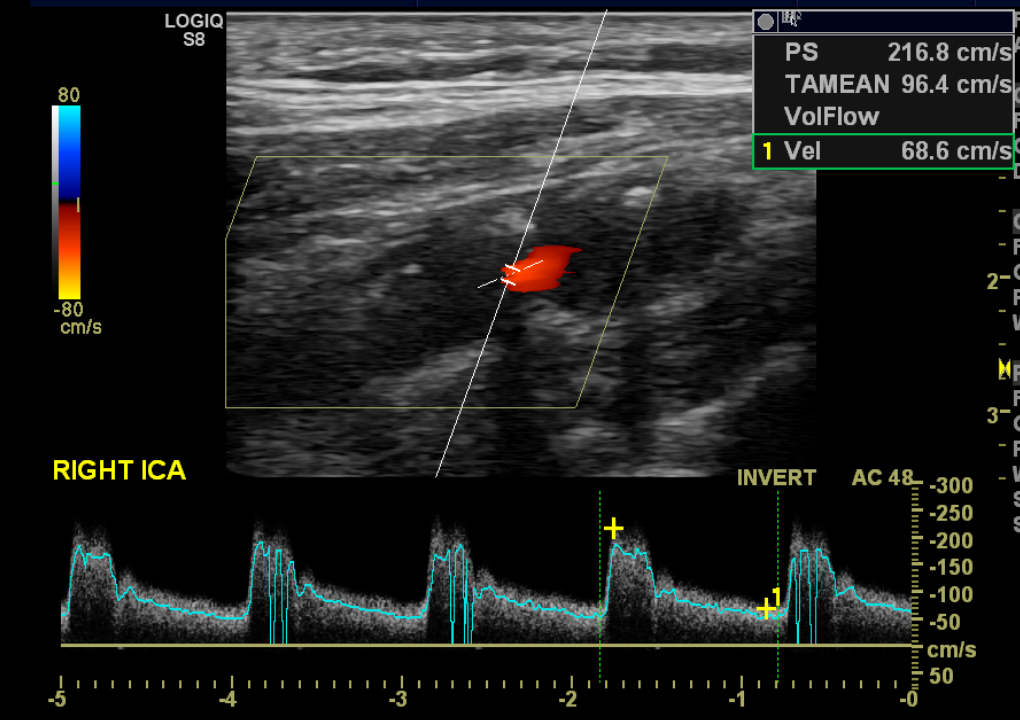 LOGIQ
S8
PS 216.8 cm/s
TAMEAN 96.4 cm/s
VolFlow
1 Vel 68.6 cm/s
80
-80
cm/s
2
3
RIGHT ICA
INVERT AC 48
-300
-250
-200
-150
-100
-50
cm/s
50
1
-5 -4 -3 -2 -1 -0